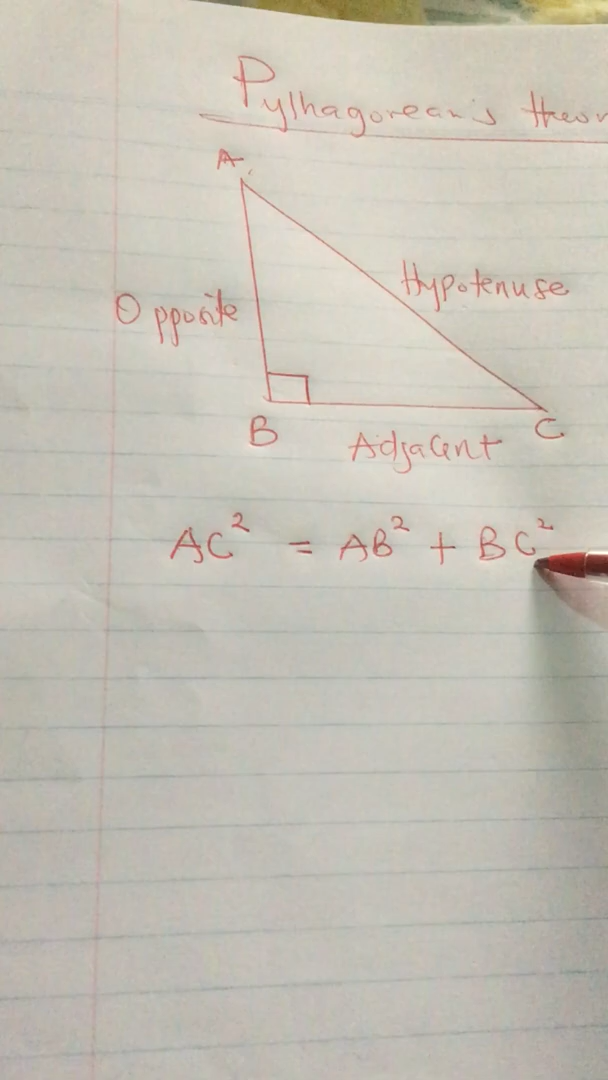 Pythagorean's theor
A
Opposite
Hypotenuse
B
Adjacent
C
AC² = AB² + BC²